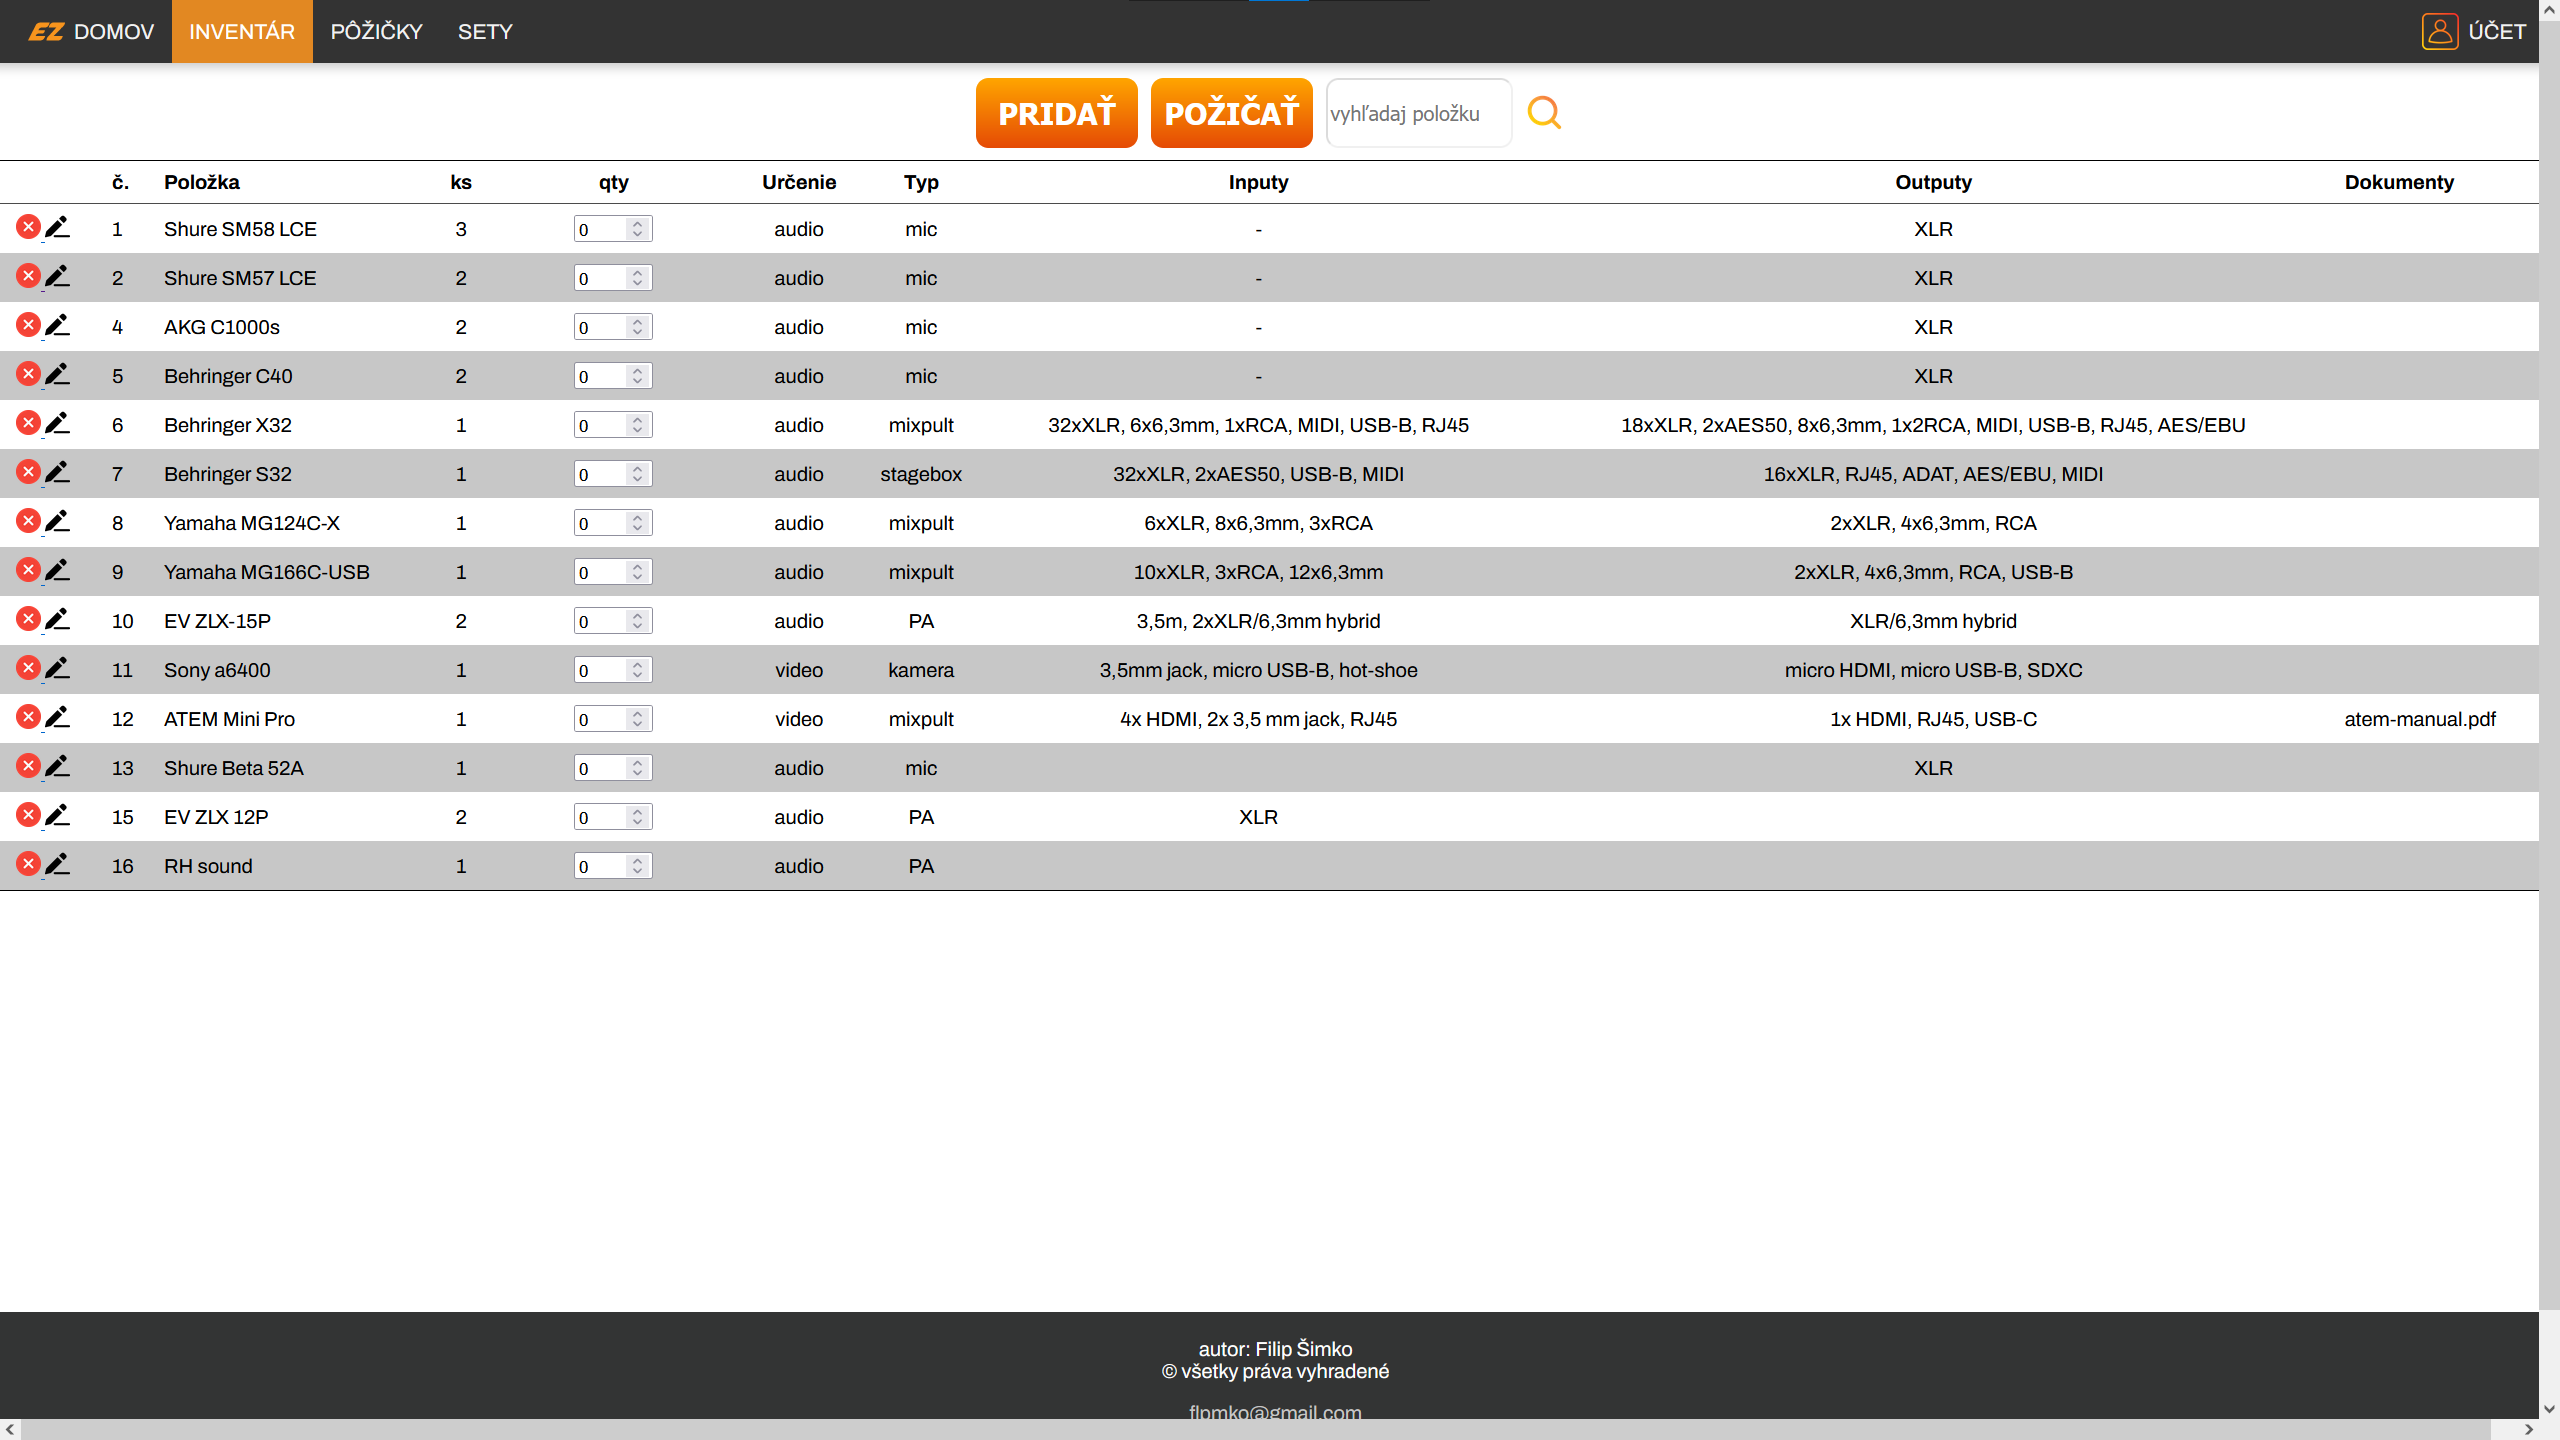 EZ DOMOV INVENTÁR PÔŽIČKY SETY ÚČET
PRIDAŤ POŽIČAŤ vyhľadaj položku
č. Položka ks qty Určenie Typ Inputy Outputy Dokumenty
1 Shure SM58 LCE 3 0 audio mic - XLR
2 Shure SM57 LCE 2 0 audio mic - XLR
4 AKG C1000s 2 0 audio mic - XLR
5 Behringer C40 2 0 audio mic - XLR
6 Behringer X32 1 0 audio mixpult 32xXLR, 6x6,3mm, 1xRCA, MIDI, USB-B, RJ45 18xXLR, 2xAES50, 8x6,3mm, 1x2RCA, MIDI, USB-B, RJ45, AES/EBU
7 Behringer S32 1 0 audio stagebox 32xXLR, 2xAES50, USB-B, MIDI 16xXLR, RJ45, ADAT, AES/EBU, MIDI
8 Yamaha MG124C-X 1 0 audio mixpult 6xXLR, 8x6,3mm, 3xRCA 2xXLR, 4x6,3mm, RCA
9 Yamaha MG166C-USB 1 0 audio mixpult 10xXLR, 3xRCA, 12x6,3mm 2xXLR, 4x6,3mm, RCA, USB-B
10 EV ZLX-15P 2 0 audio PA 3,5m, 2xXLR/6,3mm hybrid XLR/6,3mm hybrid
11 Sony a6400 1 0 video kamera 3,5mm jack, micro USB-B, hot-shoe micro HDMI, micro USB-B, SDXC
12 ATEM Mini Pro 1 0 video mixpult 4x HDMI, 2x 3,5 mm jack, RJ45 1x HDMI, RJ45, USB-C atem-manual.pdf
13 Shure Beta 52A 1 0 audio mic XLR
15 EV ZLX 12P 2 0 audio PA XLR
16 RH sound 1 0 audio PA
autor: Filip Šimko
© všetky práva vyhradené
flpmko@gmail.com